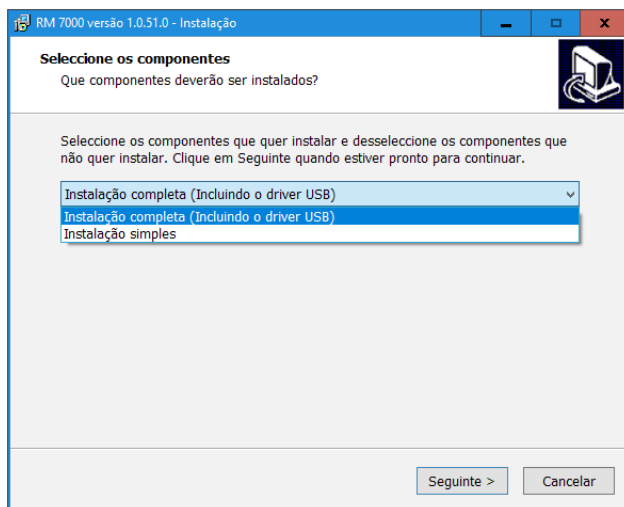 RM 7000 versão 1.0.51.0 - Instalação
Seleccione os componentes
Que componentes deverão ser instalados?
Seleccione os componentes que quer instalar e desseleccione os componentes que
não quer instalar. Clique em Seguinte quando estiver pronto para continuar.
Instalação completa (Incluindo o driver USB)
Instalação completa (Incluindo o driver USB)
Instalação simples
Seguinte >
Cancelar